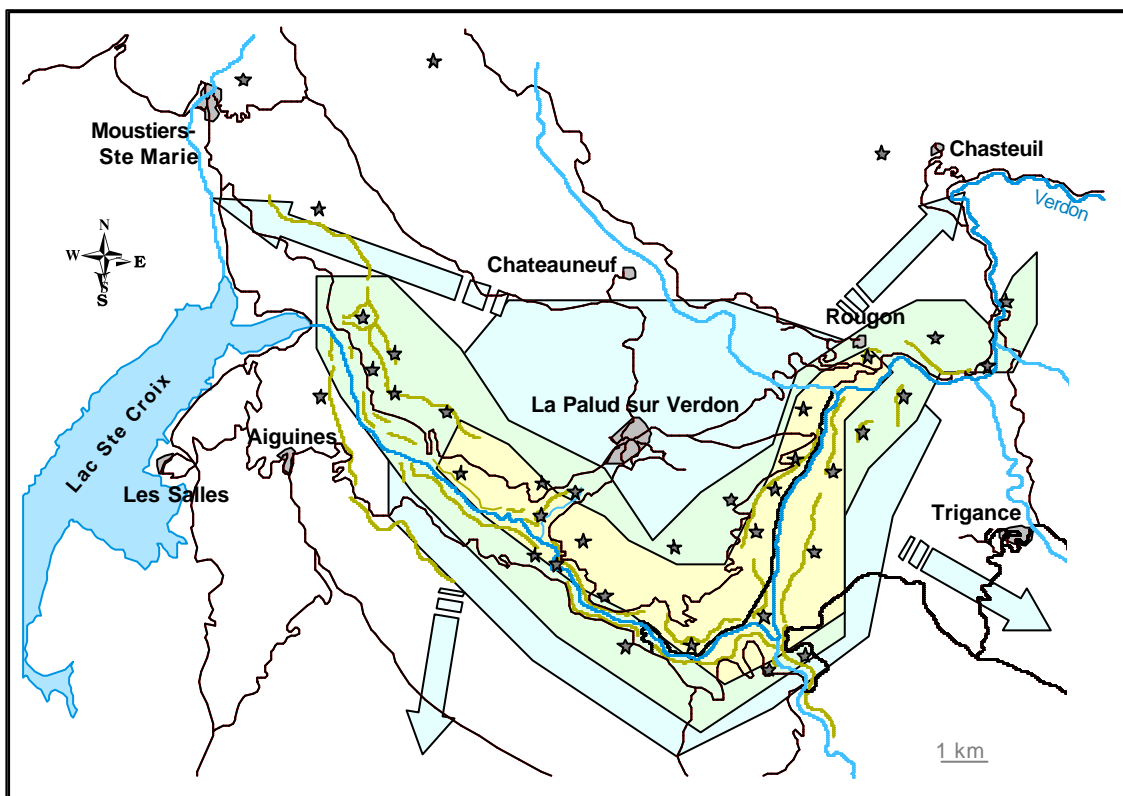 Moustiers-
Ste Marie
Chasteuil
Verdon
N
W
E
S
S
Chateauneuf
Rougon
Lac Ste Croix
La Palud sur Verdon
Aiguines
Les Salles
Trigance
1 km